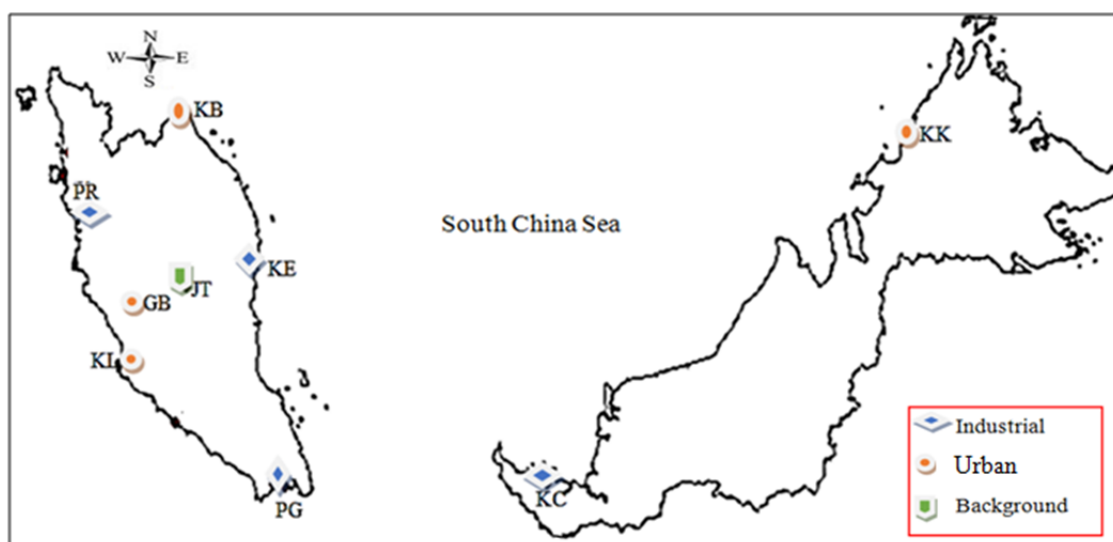 N
W E
S
KB
KK
PR
South China Sea
KE
JT
GB
KL
PG
KC
Industrial
Urban
Background